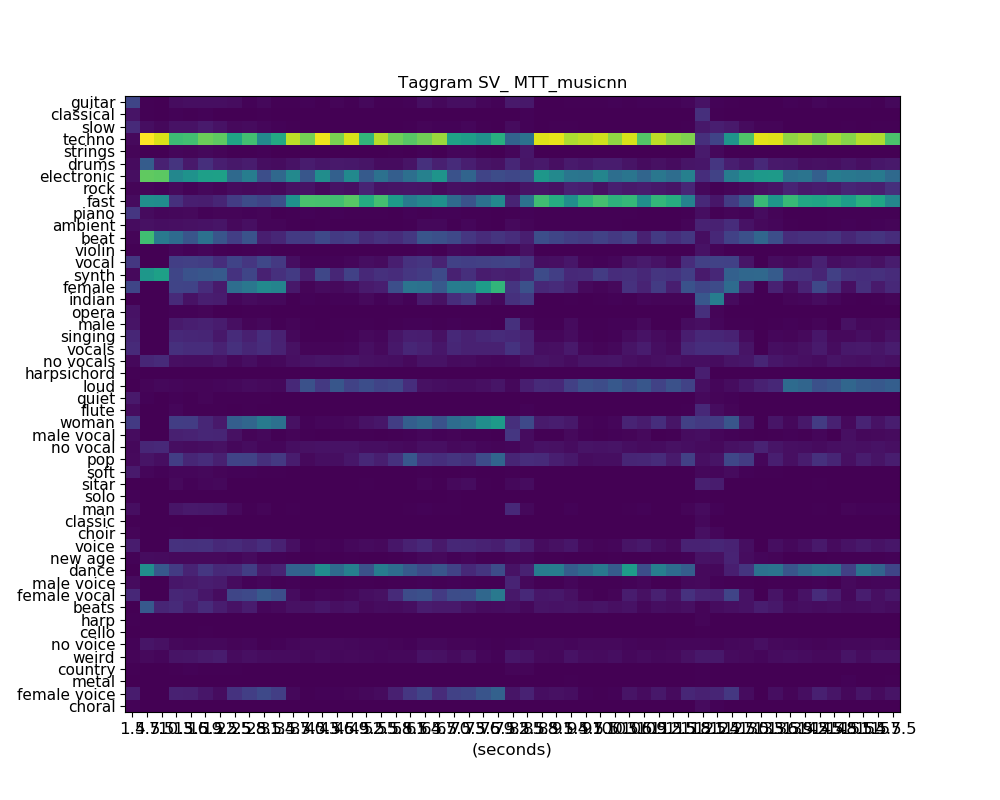 Taggram SV_ MTT_musicnn
guitar
classical
slow
techno
strings
drums
electronic
rock
fast
piano
ambient
beat
violin
vocal
synth
female
indian
opera
male
singing
vocals
no vocals
harpsichord
loud
quiet
flute
woman
male vocal
no vocal
pop
soft
sitar
solo
man
classic
choir
voice
new age
dance
male voice
female vocal
beats
harp
cello
no voice
weird
country
metal
female voice
choral
(seconds)